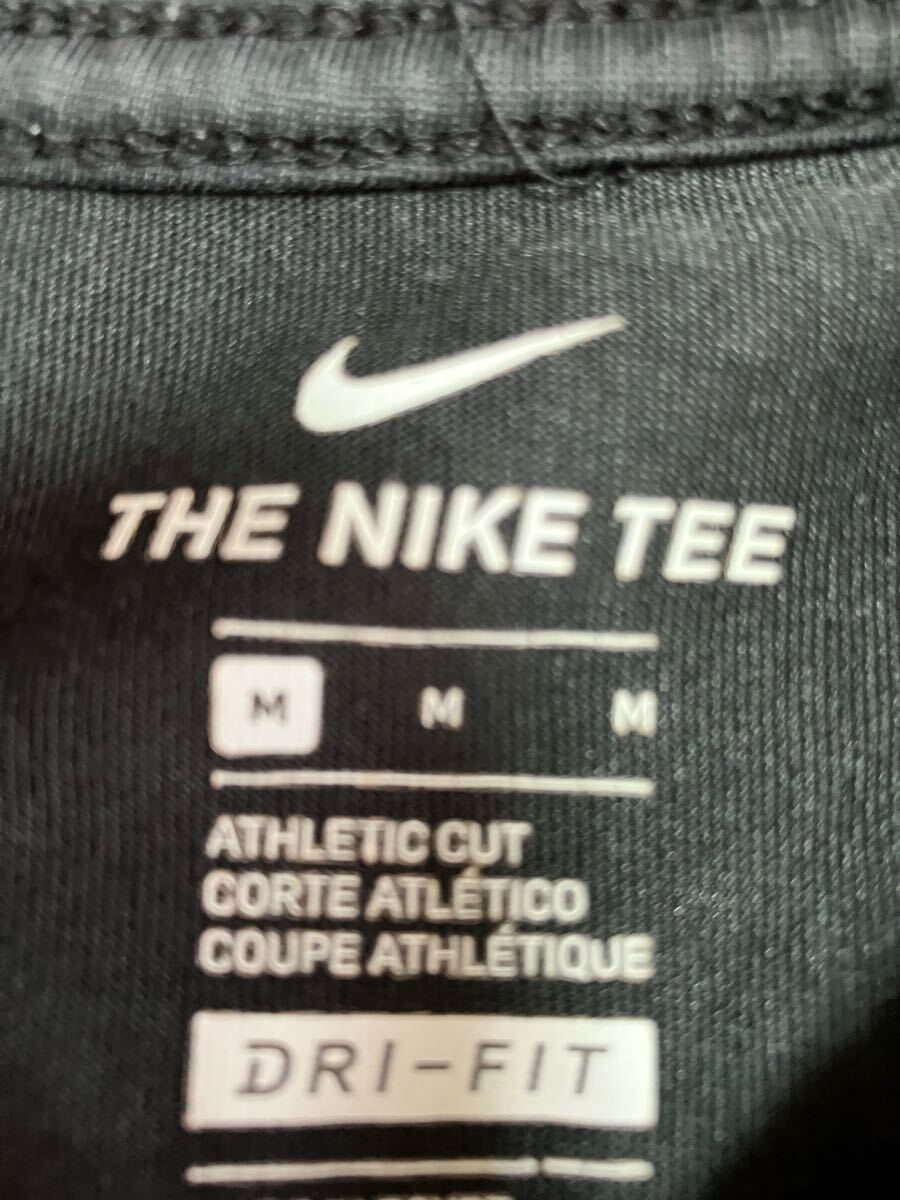 THE NIKE TEE
M M M
ATHLETIC CUT
CORTE ATLÉTICO
COUPE ATHLÉTIQUE
DRI-FIT